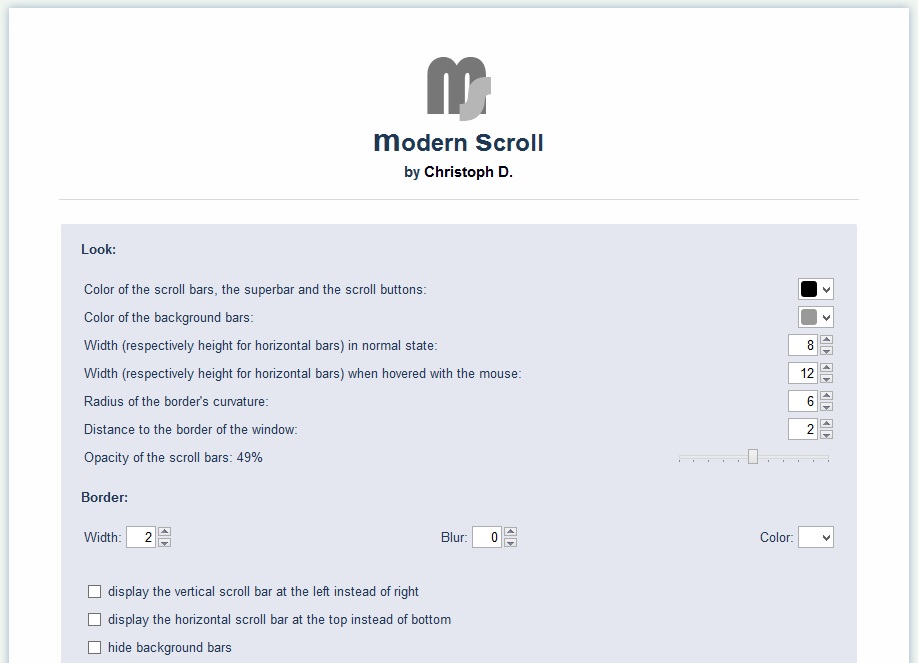 ms
modern scroll
by Christoph D.
Look:
Color of the scroll bars, the superbar and the scroll buttons:
Color of the background bars:
Width (respectively height for horizontal bars) in normal state: 8
Width (respectively height for horizontal bars) when hovered with the mouse: 12
Radius of the border's curvature: 6
Distance to the border of the window: 2
Opacity of the scroll bars: 49%
Border:
Width: 2 Blur: 0 Color:
display the vertical scroll bar at the left instead of right
display the horizontal scroll bar at the top instead of bottom
hide background bars